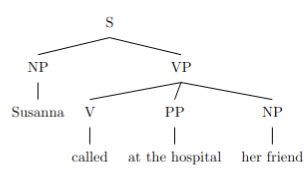 S
NP VP
Susanna V PP NP
called at the hospital her friend